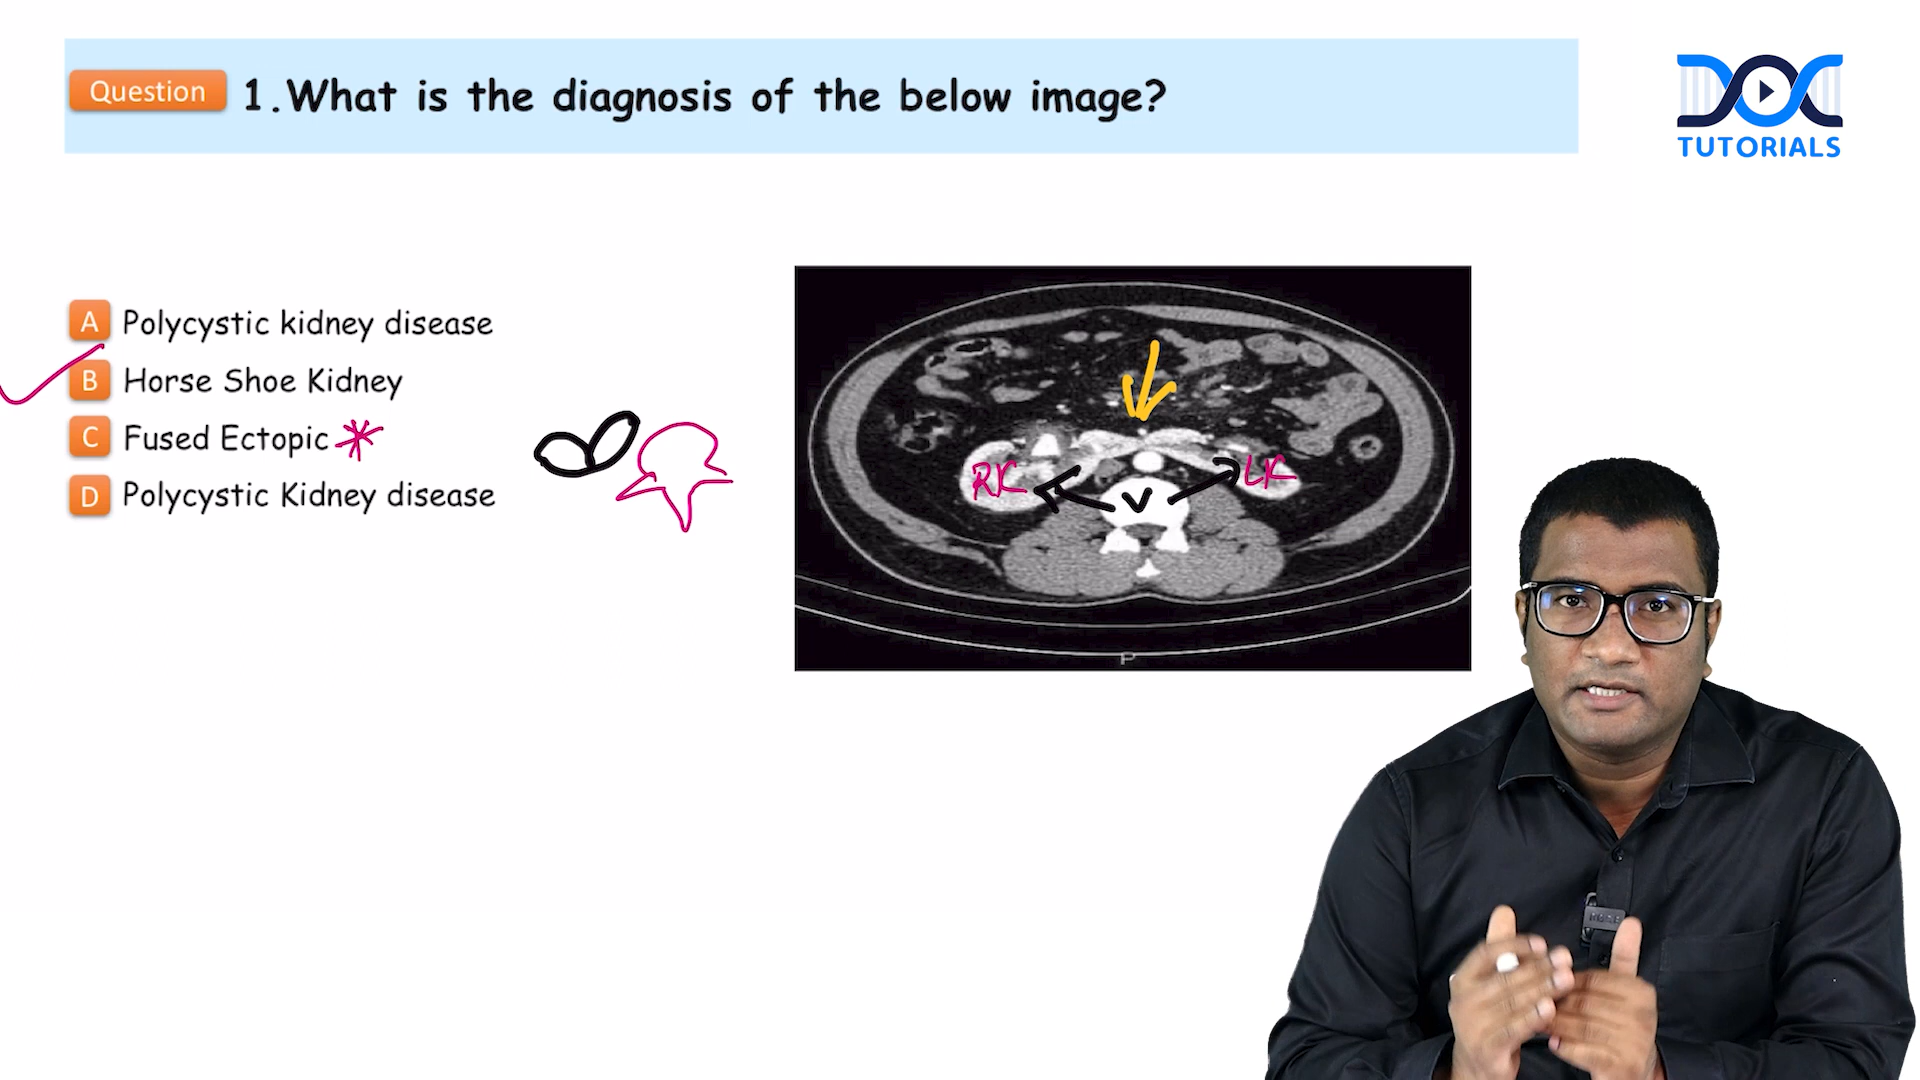 Question 1.What is the diagnosis of the below image?
DOC
TUTORIALS
A Polycystic kidney disease
B Horse Shoe Kidney
C Fused Ectopic
D Polycystic Kidney disease
RK
LK
V
P